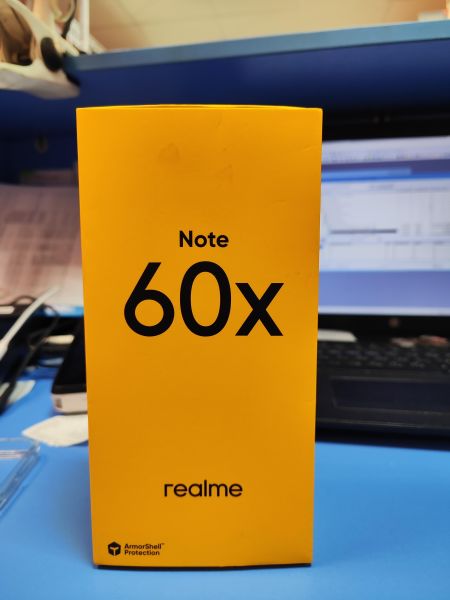 Note
60x
realme
ArmorShell™
Protection